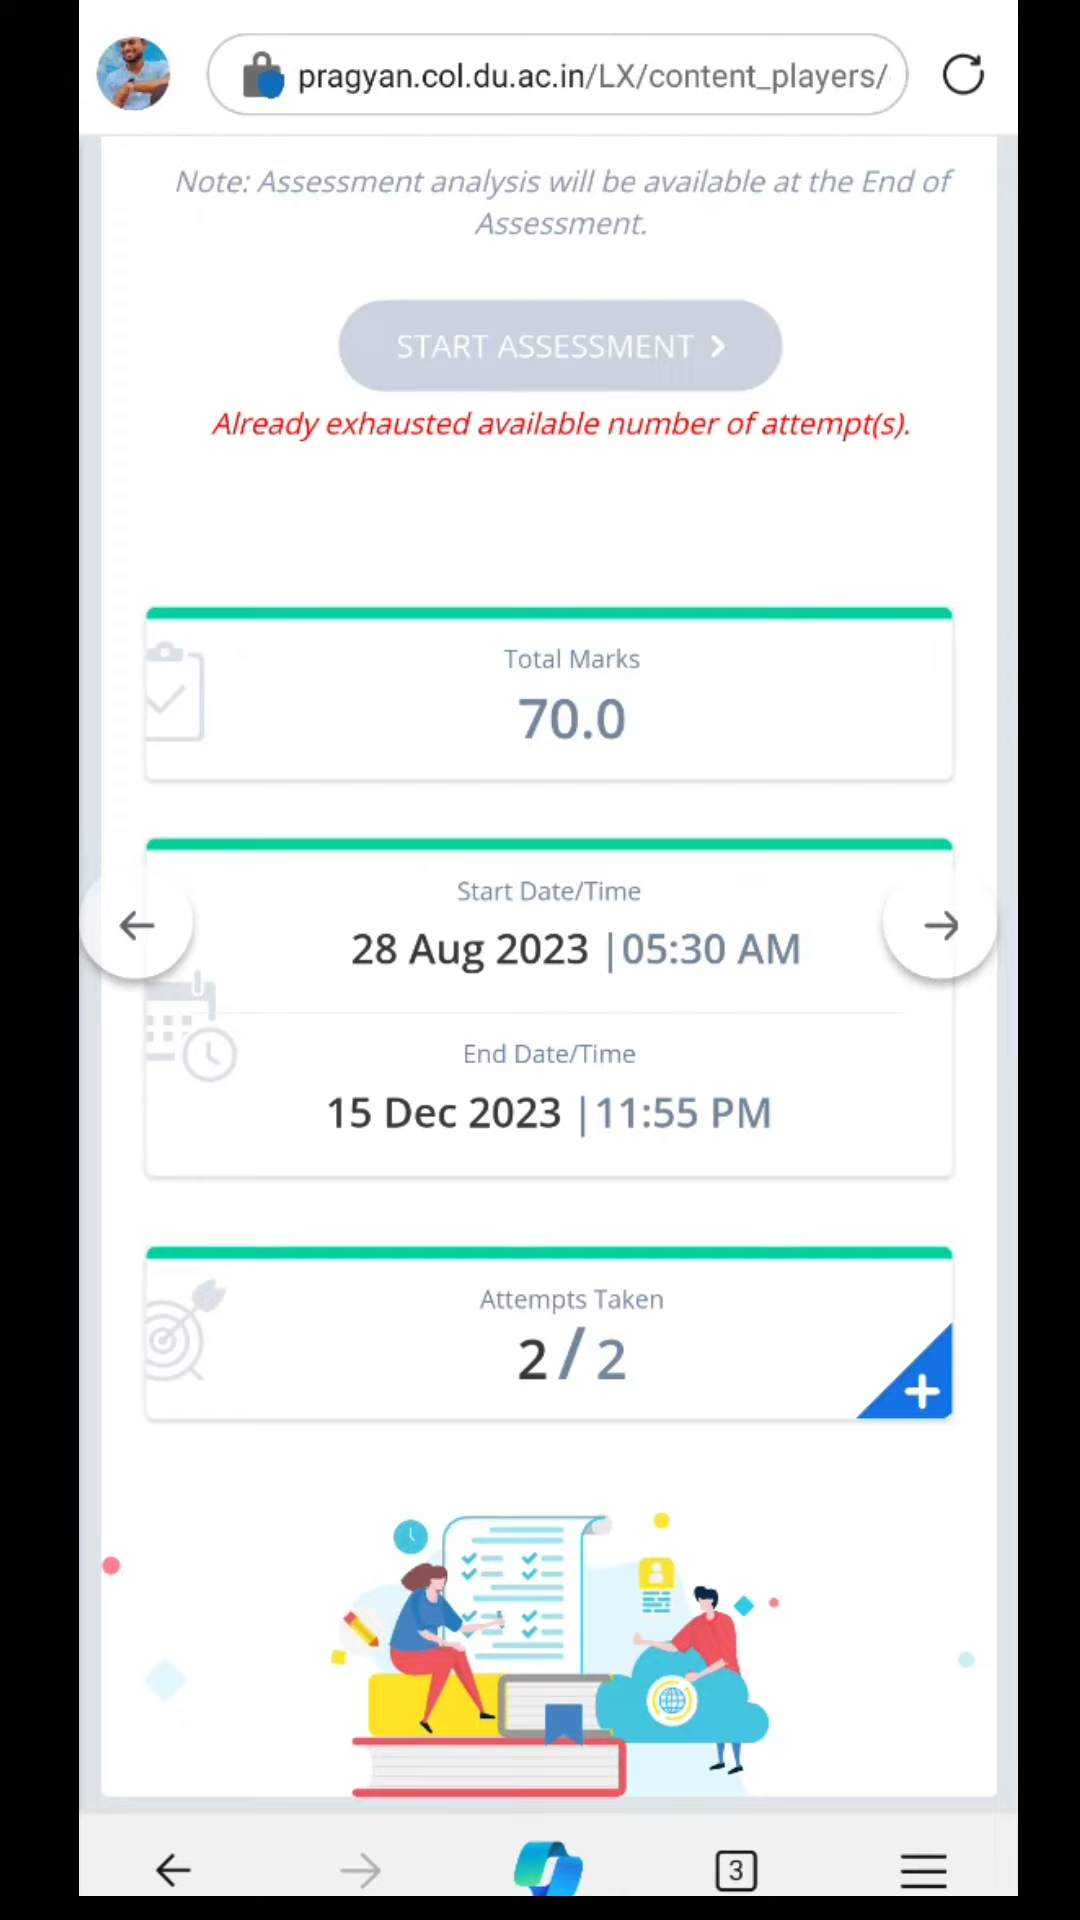 pragyan.col.du.ac.in/LX/content_players/
Note: Assessment analysis will be available at the End of
Assessment.
START ASSESSMENT
Already exhausted available number of attempt(s).
Total Marks
70.0
Start Date/Time
28 Aug 2023 |05:30 AM
End Date/Time
15 Dec 2023 |11:55 PM
Attempts Taken
2 / 2
3